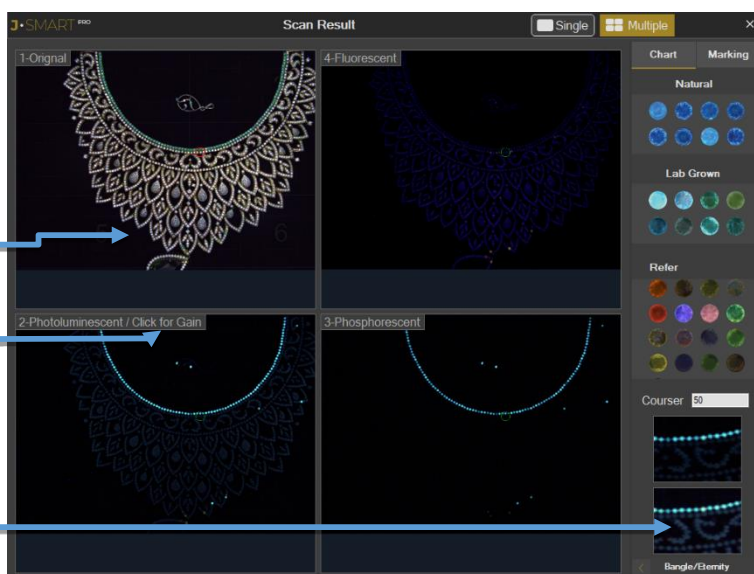 J·SMART PRO
Scan Result
Single
Multiple
×
1-Orignal
4-Fluorescent
6
2-Photoluminescent / Click for Gain
3-Phosphorescent
Chart
Marking
Natural
Lab Grown
Refer
Courser 50
Bangle/Eternity